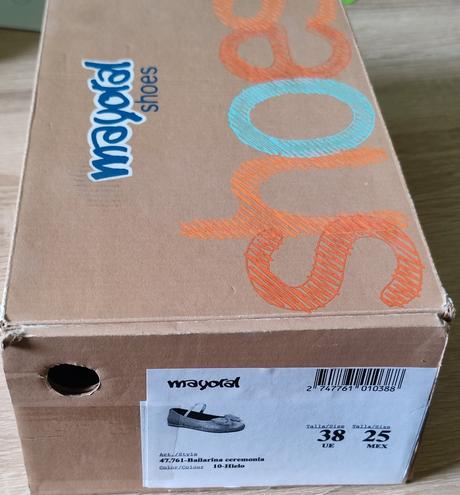 mayoral
shoes
shoes
mayoral
2 747761 010388
Talla/Size Talla/Size
38 25
UE MEX
Art./Style
47.761-Bailarina ceremonia
Color/Colour 10-Hielo